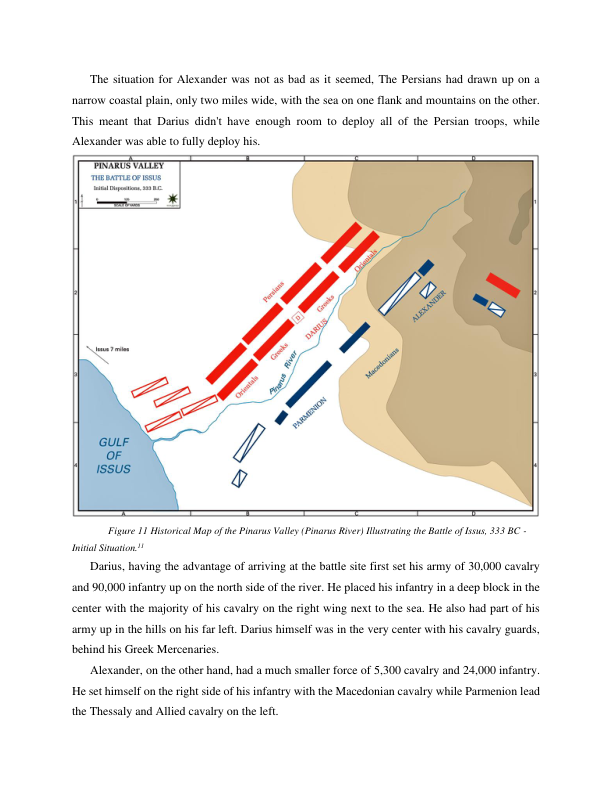 The situation for Alexander was not as bad as it seemed, The Persians had drawn up on a
narrow coastal plain, only two miles wide, with the sea on one flank and mountains on the other.
This meant that Darius didn't have enough room to deploy all of the Persian troops, while
Alexander was able to fully deploy his.
A
B
C
D
PINARUS VALLEY
THE BATTLE OF ISSUS
Initial Dispositions, 333 B.C.
1
1
Persians
Orientals
2
2
Greeks
D
DARIUS
ALEXANDER
Issus 7 miles
Greeks
Pinarus River
Macedonians
3
3
Orientals
PARMENION
GULF
OF
ISSUS
4
4
A
B
C
D
Figure 11 Historical Map of the Pinarus Valley (Pinarus River) Illustrating the Battle of Issus, 333 BC -
Initial Situation.11
Darius, having the advantage of arriving at the battle site first set his army of 30,000 cavalry
and 90,000 infantry up on the north side of the river. He placed his infantry in a deep block in the
center with the majority of his cavalry on the right wing next to the sea. He also had part of his
army up in the hills on his far left. Darius himself was in the very center with his cavalry guards,
behind his Greek Mercenaries.
Alexander, on the other hand, had a much smaller force of 5,300 cavalry and 24,000 infantry.
He set himself on the right side of his infantry with the Macedonian cavalry while Parmenion lead
the Thessaly and Allied cavalry on the left.